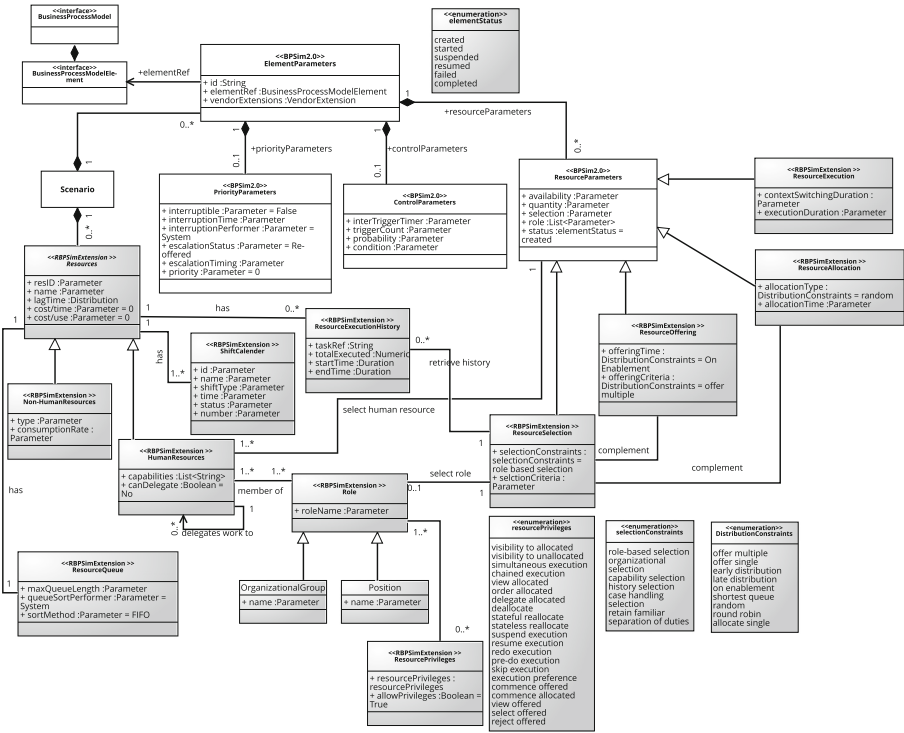 <<interface>>
BusinessProcessModel
<<interface>>
BusinessProcessModelEle-
ment
+elementRef
<<BPSim2.0>>
ElementParameters
+ id :String
+ elementRef :BusinessProcessModelElement
+ vendorExtensions :VendorExtension
<<enumeration>>
elementStatus
created
started
suspended
resumed
failed
completed
0..*
1
1
0..1
+priorityParameters
1
0..1
+controlParameters
1
+resourceParameters
0..*
Scenario
1
0..*
<<BPSim2.0>>
PriorityParameters
+ interruptible :Parameter = False
+ interruptionTime :Parameter
+ interruptionPerformer :Parameter =
System
+ escalationStatus :Parameter = Re-
offered
+ escalationTiming :Parameter
+ priority :Parameter = 0
<<BPSim2.0>>
ControlParameters
+ interTriggerTimer :Parameter
+ triggerCount :Parameter
+ probability :Parameter
+ condition :Parameter
<<BPSim2.0>>
ResourceParameters
+ availability :Parameter
+ quantity :Parameter
+ selection :Parameter
+ role :List<Parameter>
+ status :elementStatus =
created
1
<<RBPSimExtension >>
ResourceExecution
+ contextSwitchingDuration :
Parameter
+ executionDuration :Parameter
<<RBPSimExtension >>
ResourceAllocation
+ allocationType :
DistributionConstraints = random
+ allocationTime :Parameter
<<RBPSimExtension >>
Resources
+ resID :Parameter
+ name :Parameter
+ lagTime :Distribution
+ cost/time :Parameter = 0
+ cost/use :Parameter = 0
1
1
has
0..*
1
has
1..*
<<RBPSimExtension >>
ResourceExecutionHistory
+ taskRef :String
+ totalExecuted :Numeric
+ startTime :Duration
+ endTime :Duration
0..*
retrieve history
<<RBPSimExtension >>
ShiftCalender
+ id :Parameter
+ name :Parameter
+ shiftType :Parameter
+ time :Parameter
+ status :Parameter
+ number :Parameter
<<RBPSimExtension >>
ResourceOffering
+ offeringTime :
DistributionConstraints = On
Enablement
+ offeringCriteria :
DistributionConstraints = offer
multiple
<<RBPSimExtension >>
Non-HumanResources
+ type :Parameter
+ consumptionRate :
Parameter
select human resource
<<RBPSimExtension >>
HumanResources
+ capabilities :List<String>
+ canDelegate :Boolean =
No
1..*
1..*
1..*
member of
1
0..*
delegates work to
<<RBPSimExtension >>
Role
+ roleName :Parameter
select role
0..1
1
1
1..*
<<RBPSimExtension >>
ResourceSelection
+ selectionConstraints :
selectionConstraints =
role based selection
+ selctionCriteria :
Parameter
complement
complement
has
1
<<RBPSimExtension >>
ResourceQueue
+ maxQueueLength :Parameter
+ queueSortPerformer :Parameter =
System
+ sortMethod :Parameter = FIFO
OrganizationalGroup
+ name :Parameter
Position
+ name :Parameter
0..*
<<RBPSimExtension >>
ResourcePrivileges
+ resourcePrivileges :
resourcePrivileges
+ allowPrivileges :Boolean =
True
<<enumeration>>
resourcePrivileges
visibility to allocated
visibility to unallocated
simultaneous execution
chained execution
view allocated
order allocated
delegate allocated
deallocate
stateful reallocate
stateless reallocate
suspend execution
resume execution
redo execution
pre-do execution
skip execution
execution preference
commence offered
commence allocated
view offered
select offered
reject offered
<<enumeration>>
selectionConstraints
role-based selection
organizational
selection
capability selection
history selection
case handling
selection
retain familiar
separation of duties
<<enumeration>>
DistributionConstraints
offer multiple
offer single
early distribution
late distribution
on enablement
shortest queue
random
round robin
allocate single